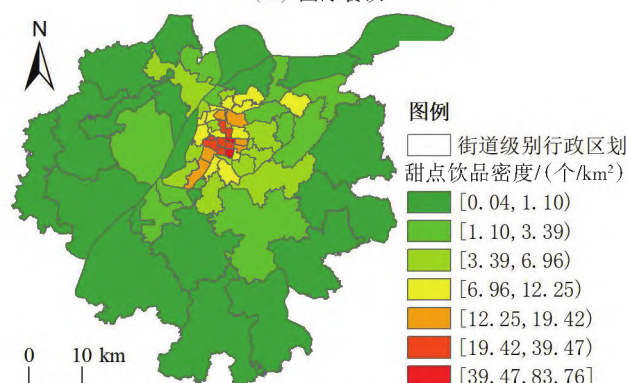 N
图例
街道级别行政区划
甜点饮品密度/(个/km²)
[0.04,1.10)
[1.10,3.39)
[3.39,6.96)
[6.96,12.25)
[12.25,19.42)
[19.42,39.47)
[39.47,83.76]
0 10 km